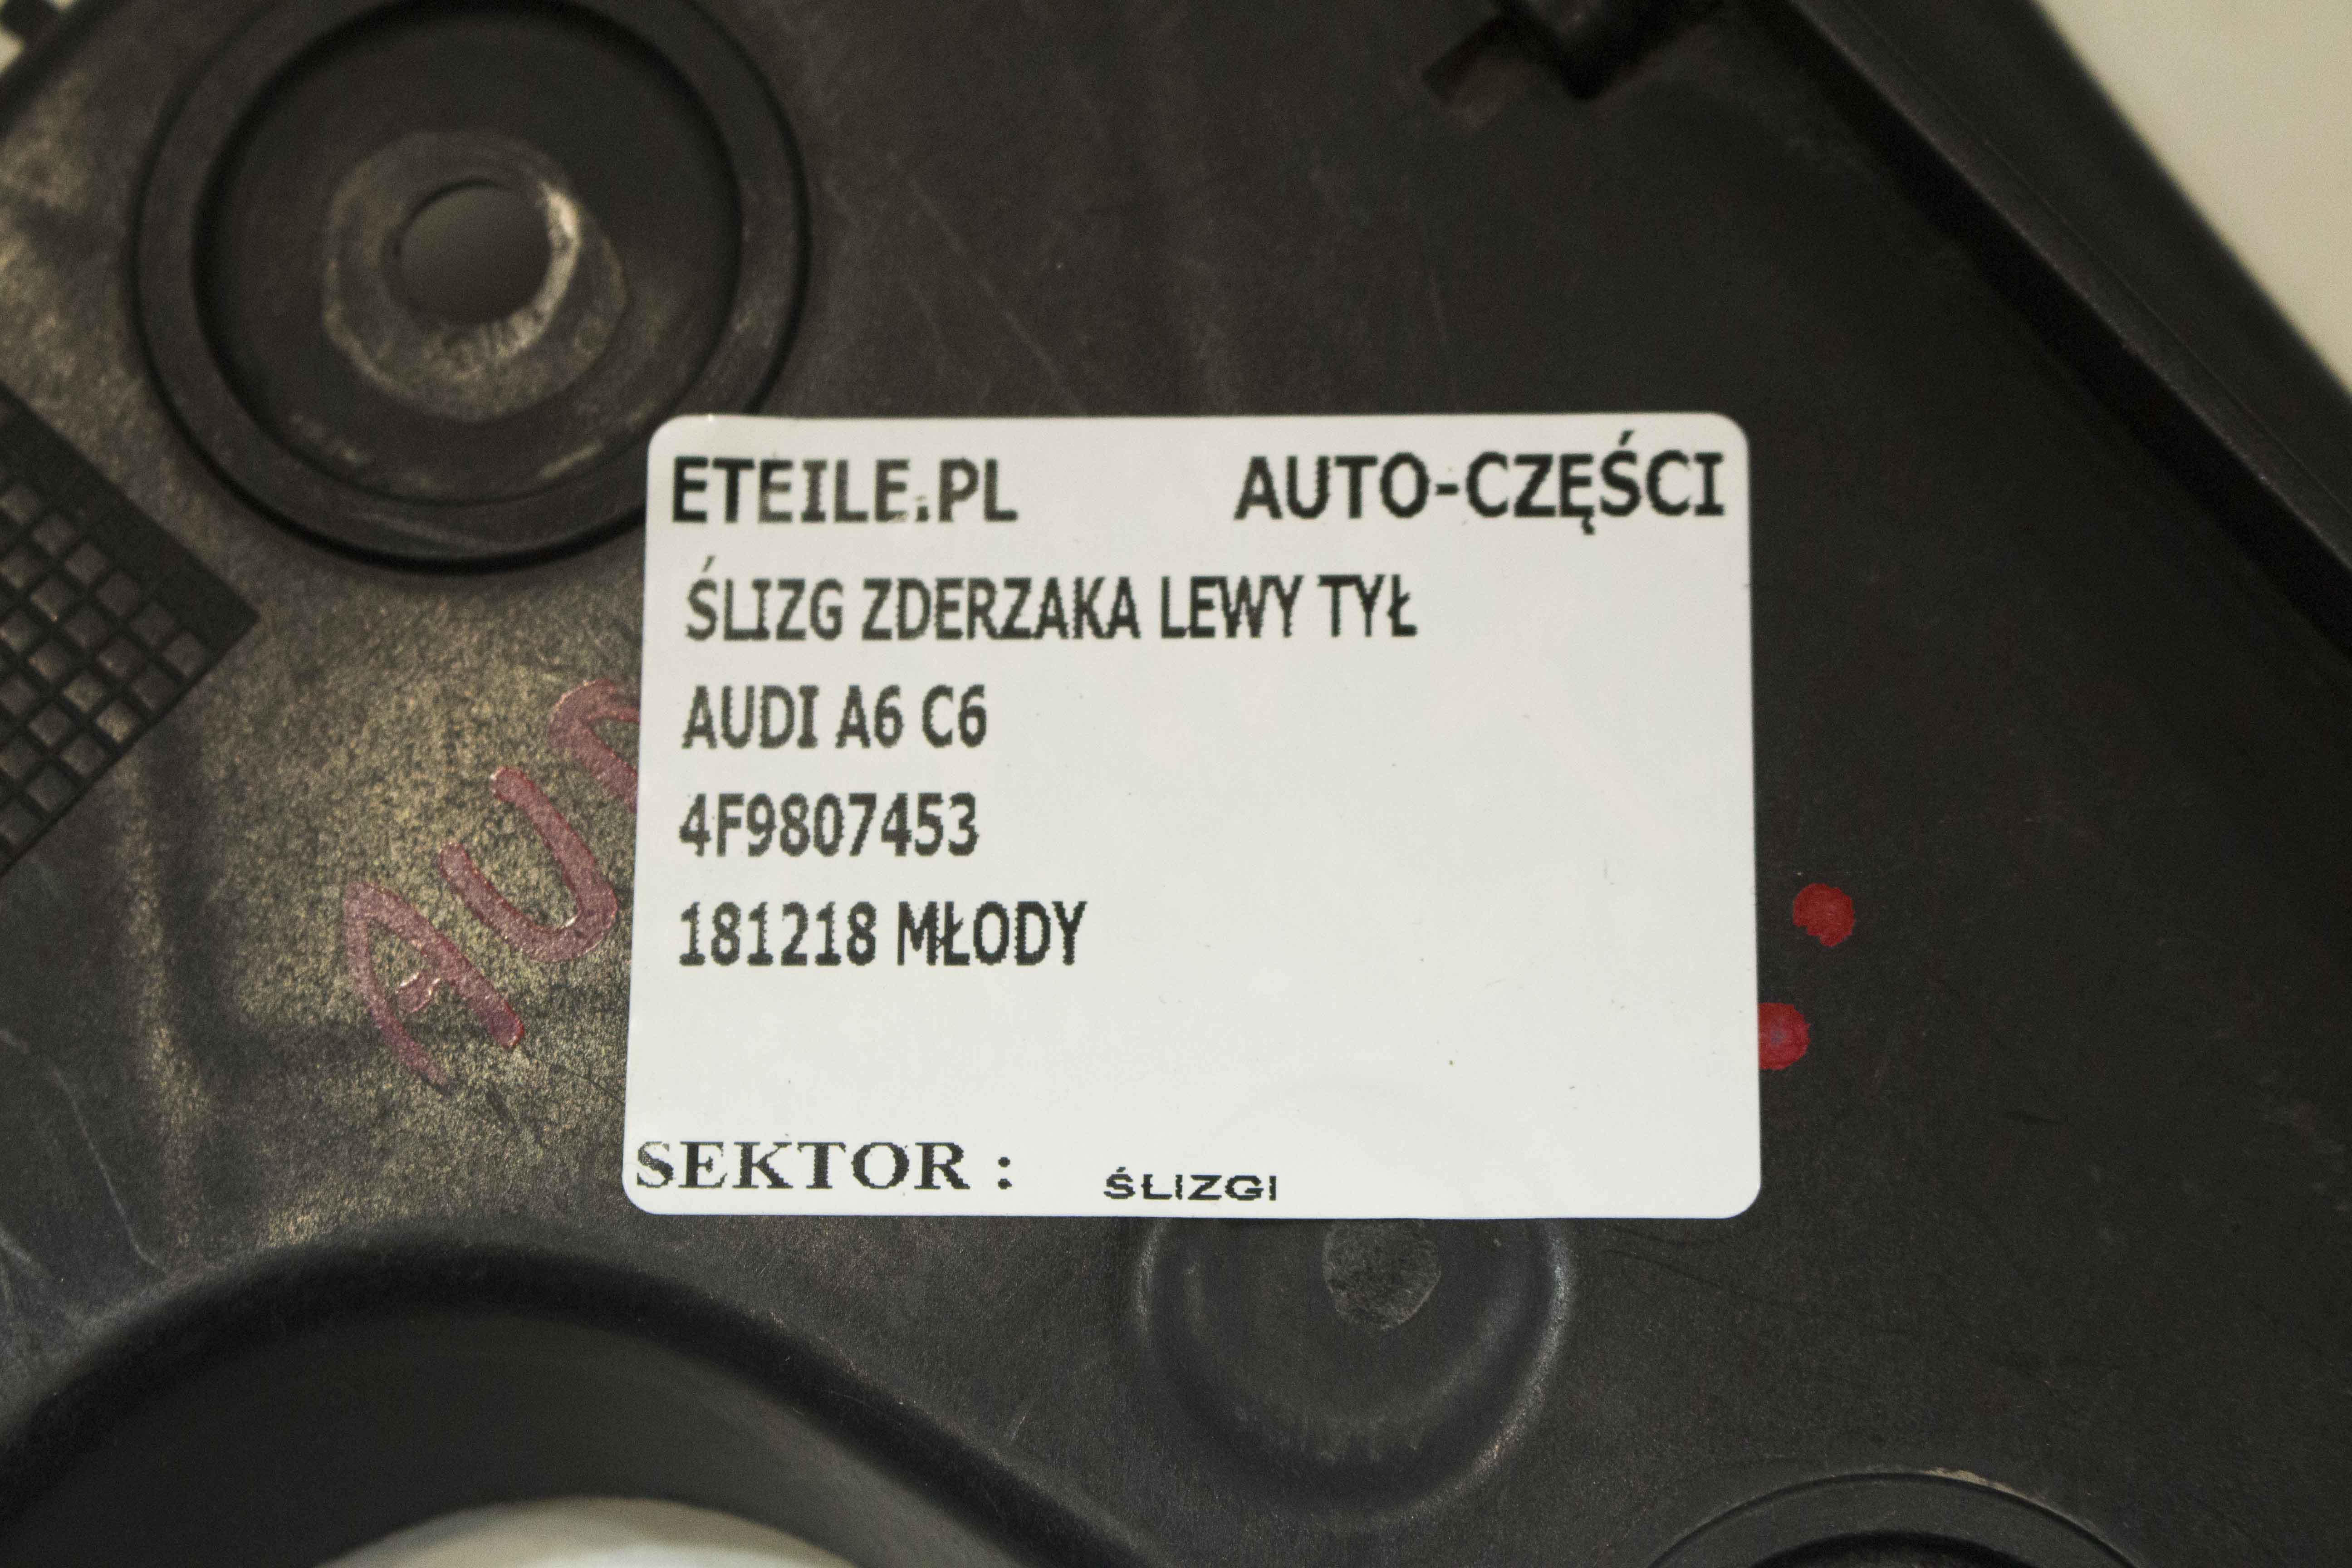 ETEILE.PL AUTO-CZĘŚCI
ŚLIZG ZDERZAKA LEWY TYŁ
AUDI A6 C6
4F9807453
181218 MŁODY
SEKTOR : ŚLIZGI